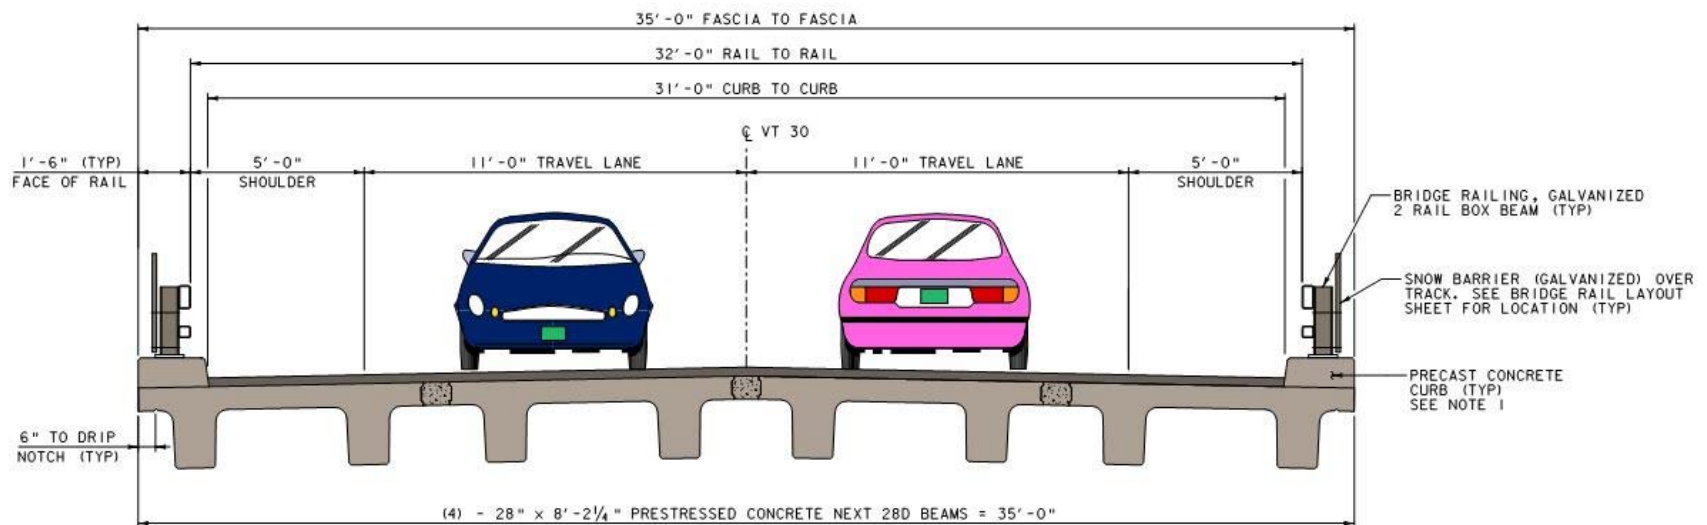 35'-0" FASCIA TO FASCIA
32'-0" RAIL TO RAIL
31'-0" CURB TO CURB
℄ VT 30
1'-6" (TYP)
FACE OF RAIL
5'-0"
SHOULDER
11'-0" TRAVEL LANE
11'-0" TRAVEL LANE
5'-0"
SHOULDER
BRIDGE RAILING, GALVANIZED
2 RAIL BOX BEAM (TYP)
SNOW BARRIER (GALVANIZED) OVER
TRACK. SEE BRIDGE RAIL LAYOUT
SHEET FOR LOCATION (TYP)
PRECAST CONCRETE
CURB (TYP)
SEE NOTE 1
6" TO DRIP
NOTCH (TYP)
(4) - 28" x 8'-2¼" PRESTRESSED CONCRETE NEXT 28D BEAMS = 35'-0"